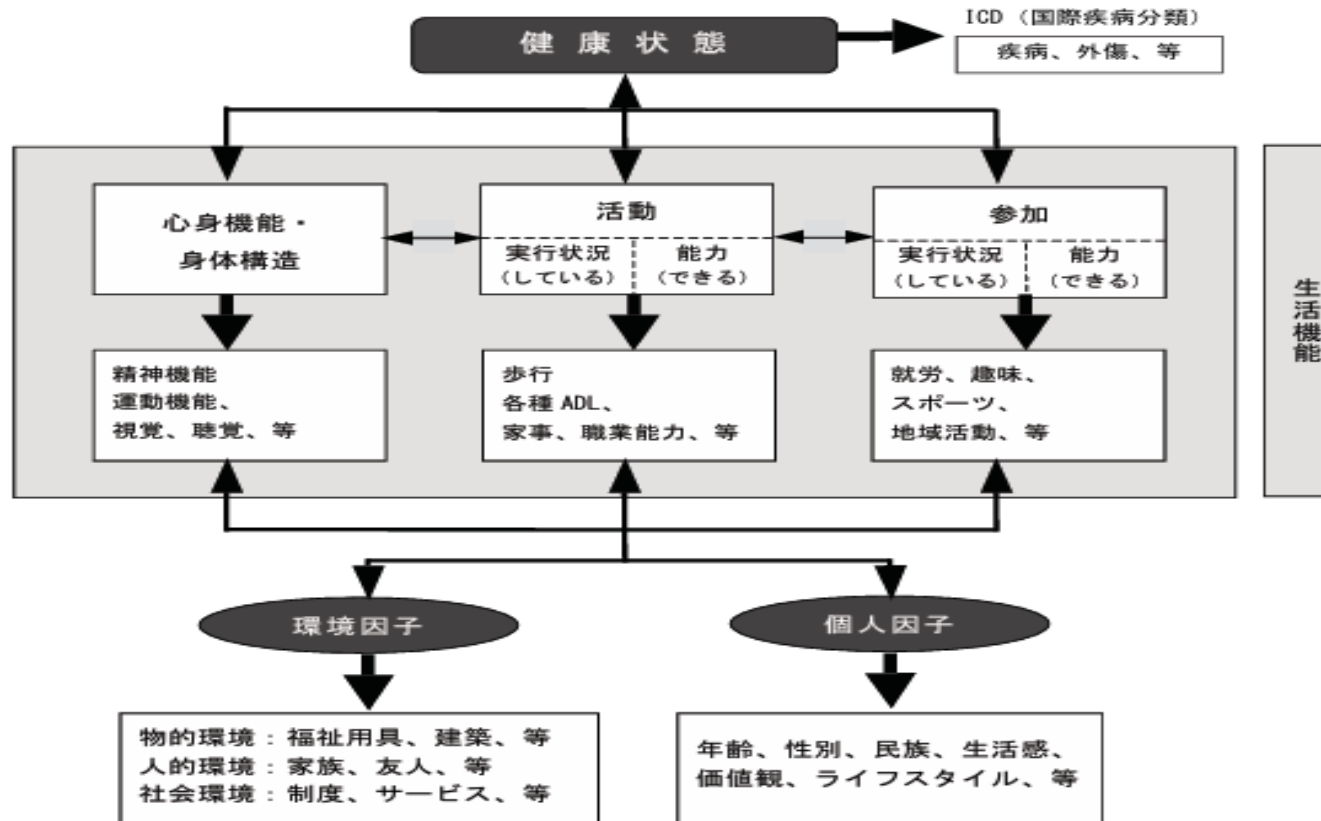 ICD（国際疾病分類）
健康状態
疾病、外傷、等
心身機能・
身体構造
活動
実行状況
（している）
能力
（できる）
参加
実行状況
（している）
能力
（できる）
生活機能
精神機能
運動機能、
視覚、聴覚、等
歩行
各種 ADL、
家事、職業能力、等
就労、趣味、
スポーツ、
地域活動、等
環境因子
個人因子
物的環境：福祉用具、建築、等
人的環境：家族、友人、等
社会環境：制度、サービス、等
年齢、性別、民族、生活感、
価値観、ライフスタイル、等